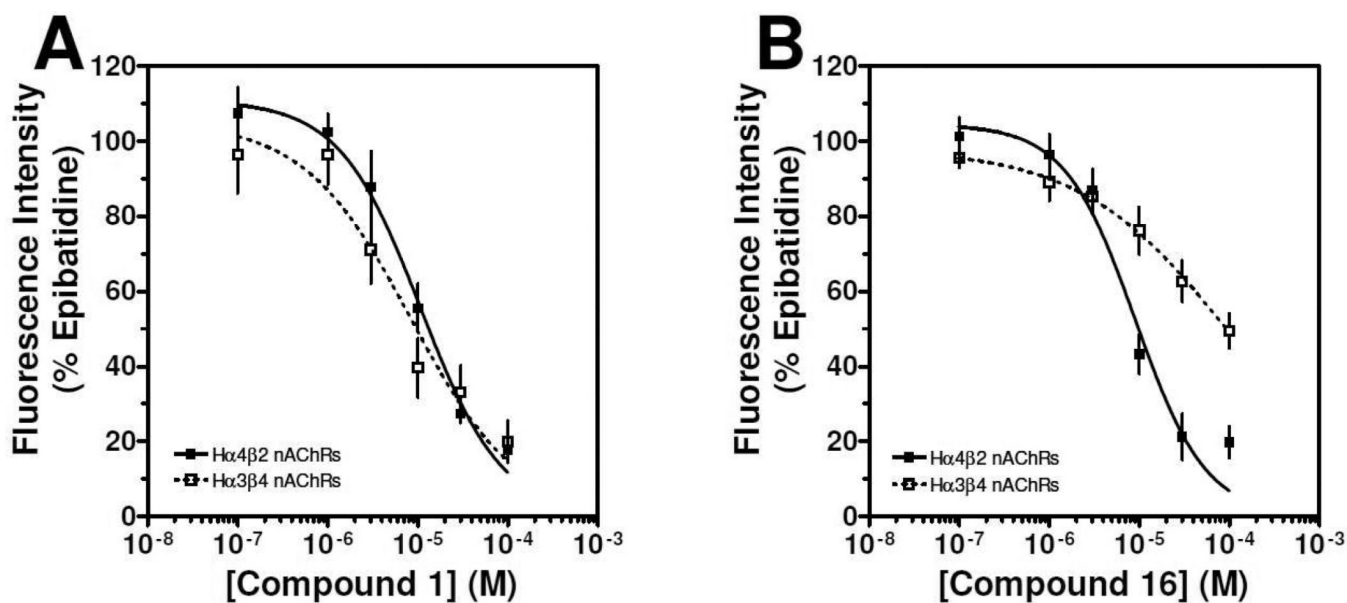 A
Fluorescence Intensity
(% Epibatidine)
120
100
80
60
40
20
0
Hα4β2 nAChRs
Hα3β4 nAChRs
10-8 10-7 10-6 10-5 10-4 10-3
[Compound 1] (M)
B
Fluorescence Intensity
(% Epibatidine)
120
100
80
60
40
20
0
Hα4β2 nAChRs
Hα3β4 nAChRs
10-8 10-7 10-6 10-5 10-4 10-3
[Compound 16] (M)